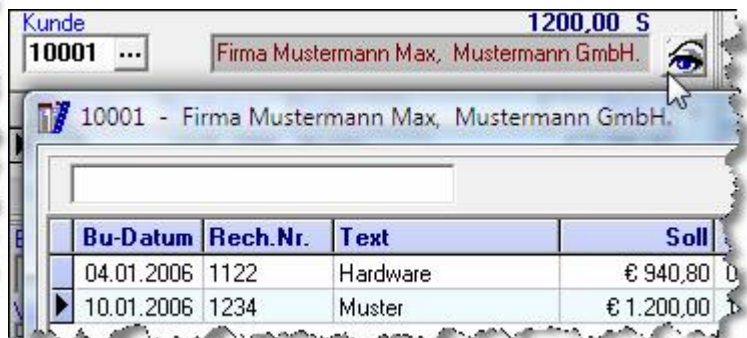 Kunde 1200,00 S
10001 ... Firma Mustermann Max, Mustermann GmbH.
10001 - Firma Mustermann Max, Mustermann GmbH.
Bu-Datum Rech.Nr. Text Soll
04.01.2006 1122 Hardware € 940,80
10.01.2006 1234 Muster € 1.200,00